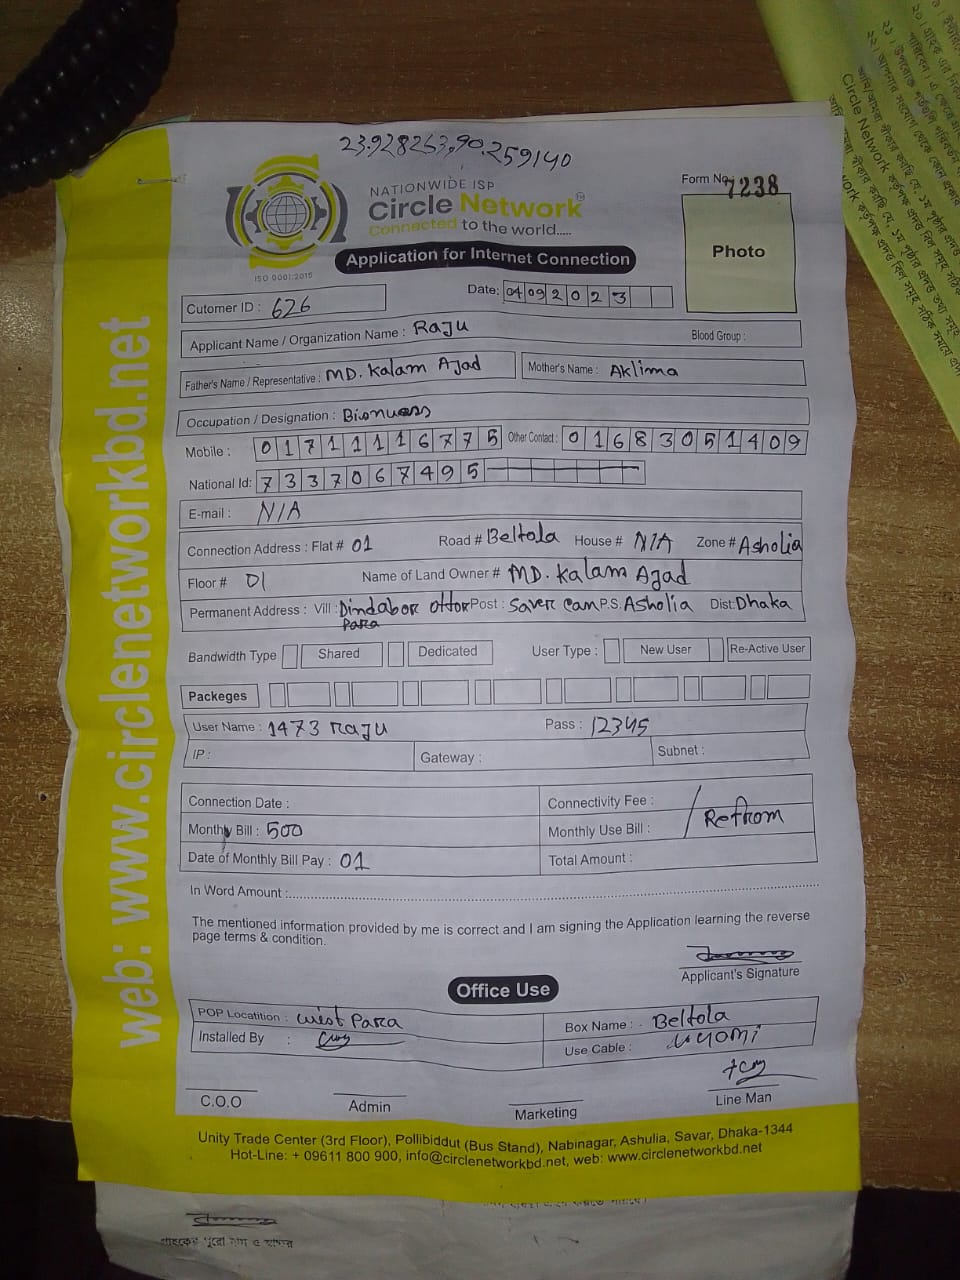 23.928263,90.259140
NATIONWIDE ISP
Circle Network™
Connected to the world.....
ISO 0001:2015
Form No: 7238
Photo
Application for Internet Connection
Cutomer ID : 626
Date: 04 09 2 0 2 3
Applicant Name / Organization Name : Raju
Blood Group :
Father's Name / Representative : MD. Kalam Ajad
Mother's Name : Aklima
Occupation / Designation : Bisnuess
Mobile : 01711116775 Other Contact : 01683051409
National Id: 7337067495
E-mail : N/A
Connection Address : Flat # 01 Road # Beltola House # N/A Zone # Asholia
Floor # 01 Name of Land Owner # MD. Kalam Ajad
Permanent Address : Vill : Dindabor ottor Para Post : Saver Cam P.S: Asholia Dist: Dhaka
Bandwidth Type Shared Dedicated User Type : New User Re-Active User
Packeges
User Name : 1473 Raju Pass : 12345
IP : Gateway : Subnet :
Connection Date : Connectivity Fee :
Monthly Bill : 500 Monthly Use Bill : Refrom
Date of Monthly Bill Pay : 01 Total Amount :
In Word Amount :
The mentioned information provided by me is correct and I am signing the Application learning the reverse
page terms & condition.
Applicant's Signature
Office Use
POP Locatition : West Para Box Name : Beltola
Installed By : Use Cable :
C.O.O Admin Marketing Line Man
Unity Trade Center (3rd Floor), Pollibiddut (Bus Stand), Nabinagar, Ashulia, Savar, Dhaka-1344
Hot-Line: + 09611 800 900, info@circlenetworkbd.net, web: www.circlenetworkbd.net
web: www.circlenetworkbd.net